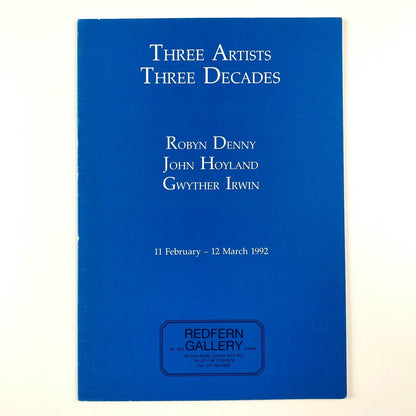 THREE ARTISTS
THREE DECADES
ROBYN DENNY
JOHN HOYLAND
GWYTHER IRWIN
11 February – 12 March 1992
REDFERN
GALLERY